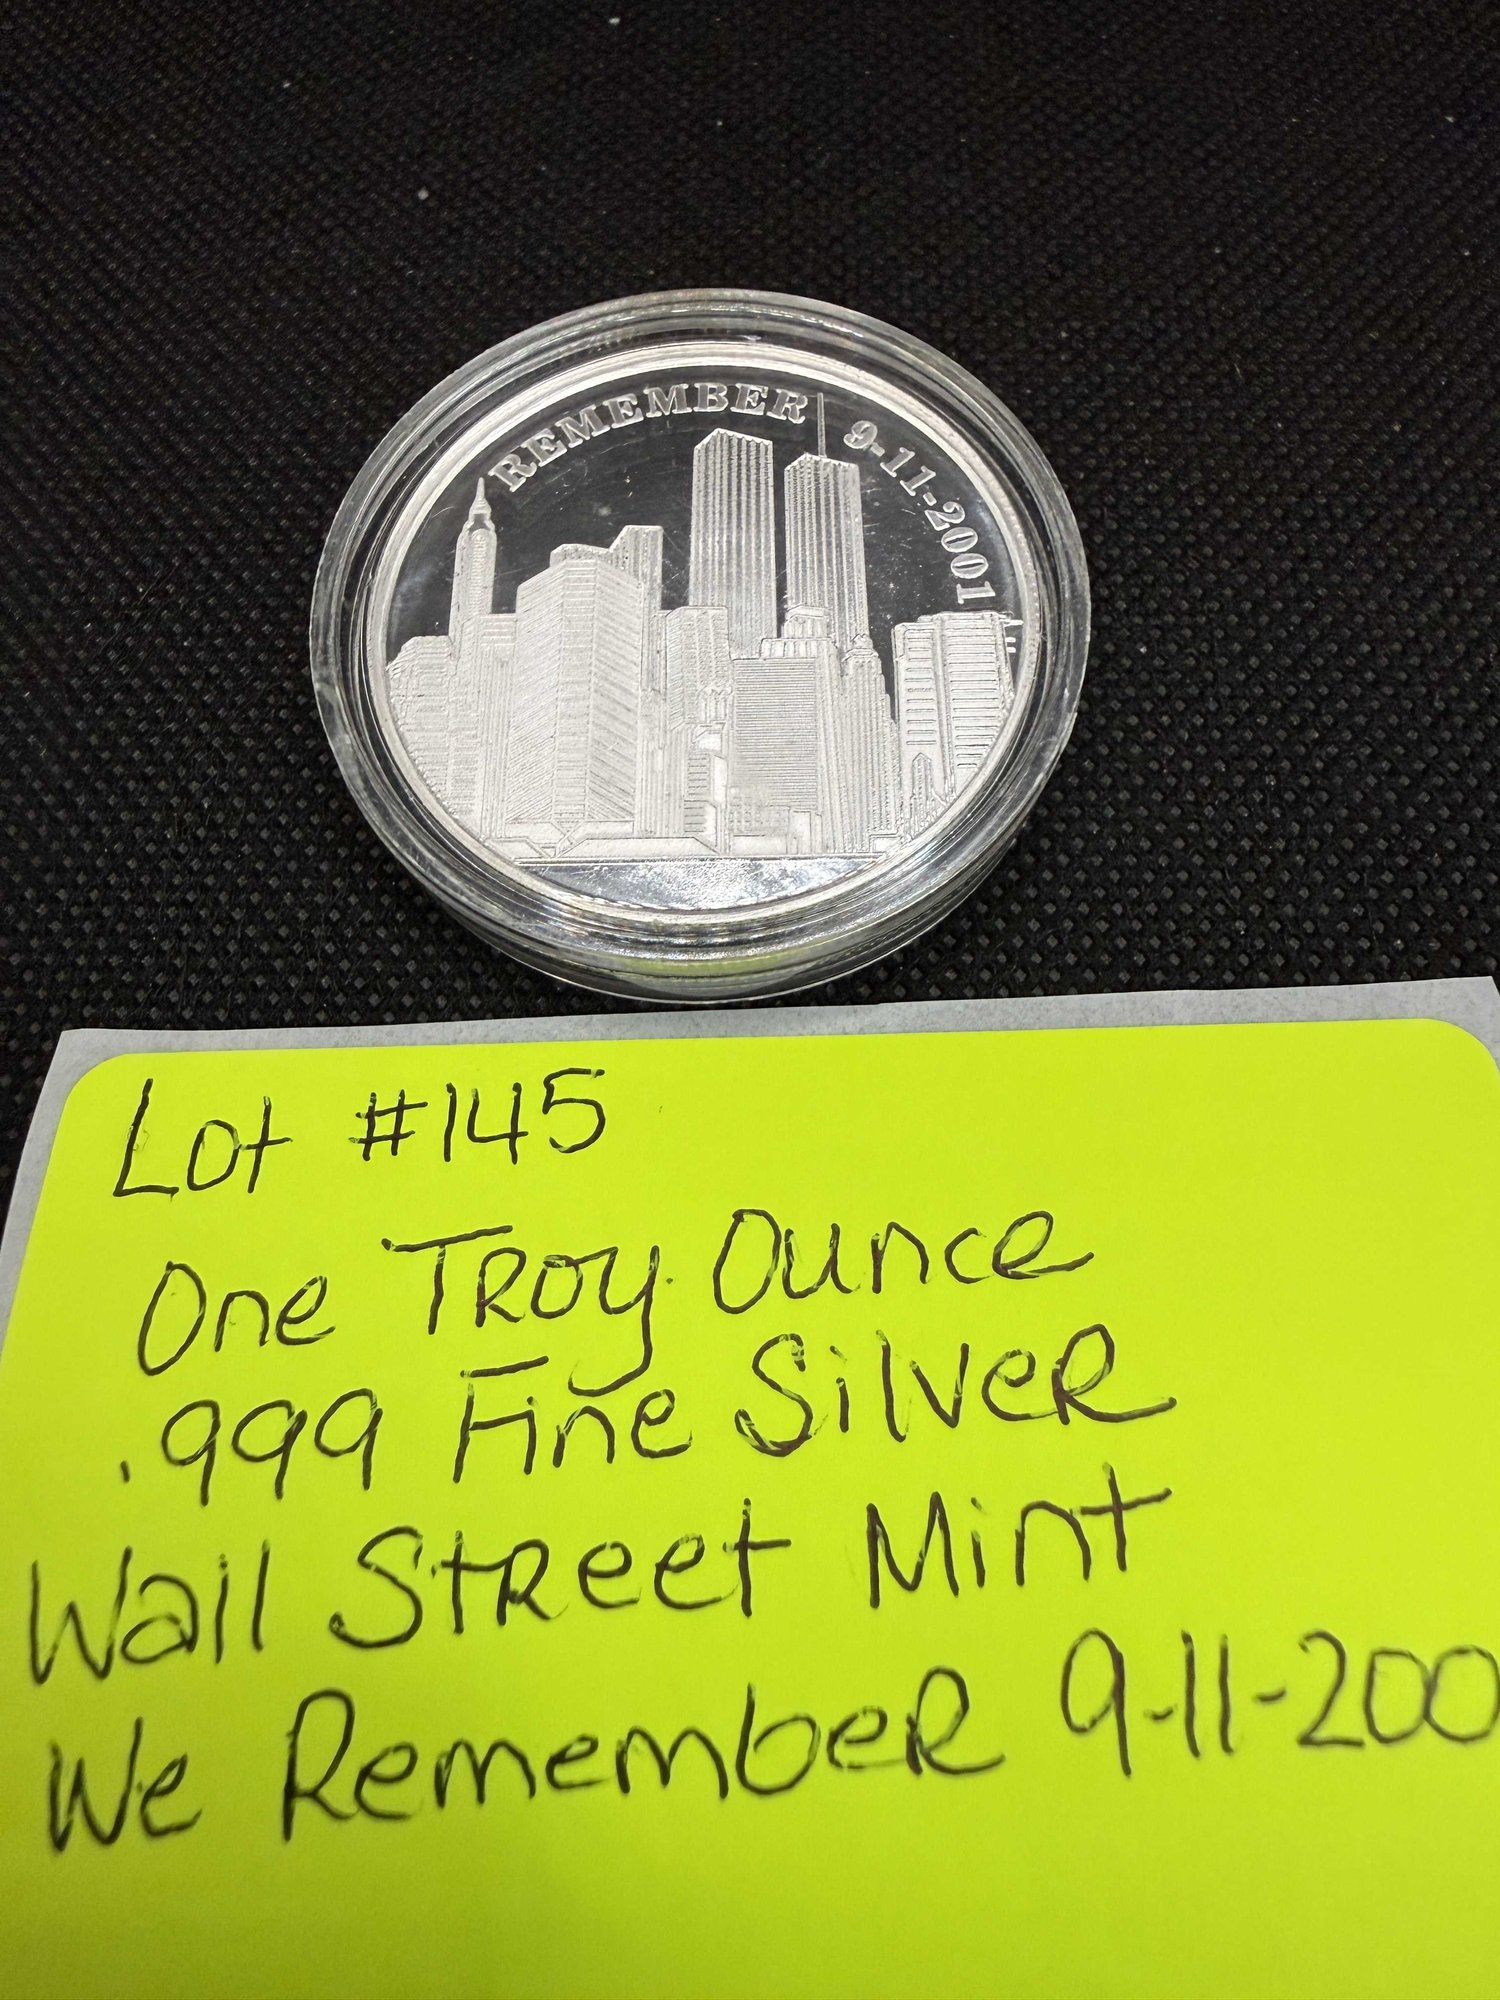 REMEMBER 9-11-2001
Lot #145
One Troy Ounce
.999 Fine Silver
Wall Street Mint
We Remember 9-11-200